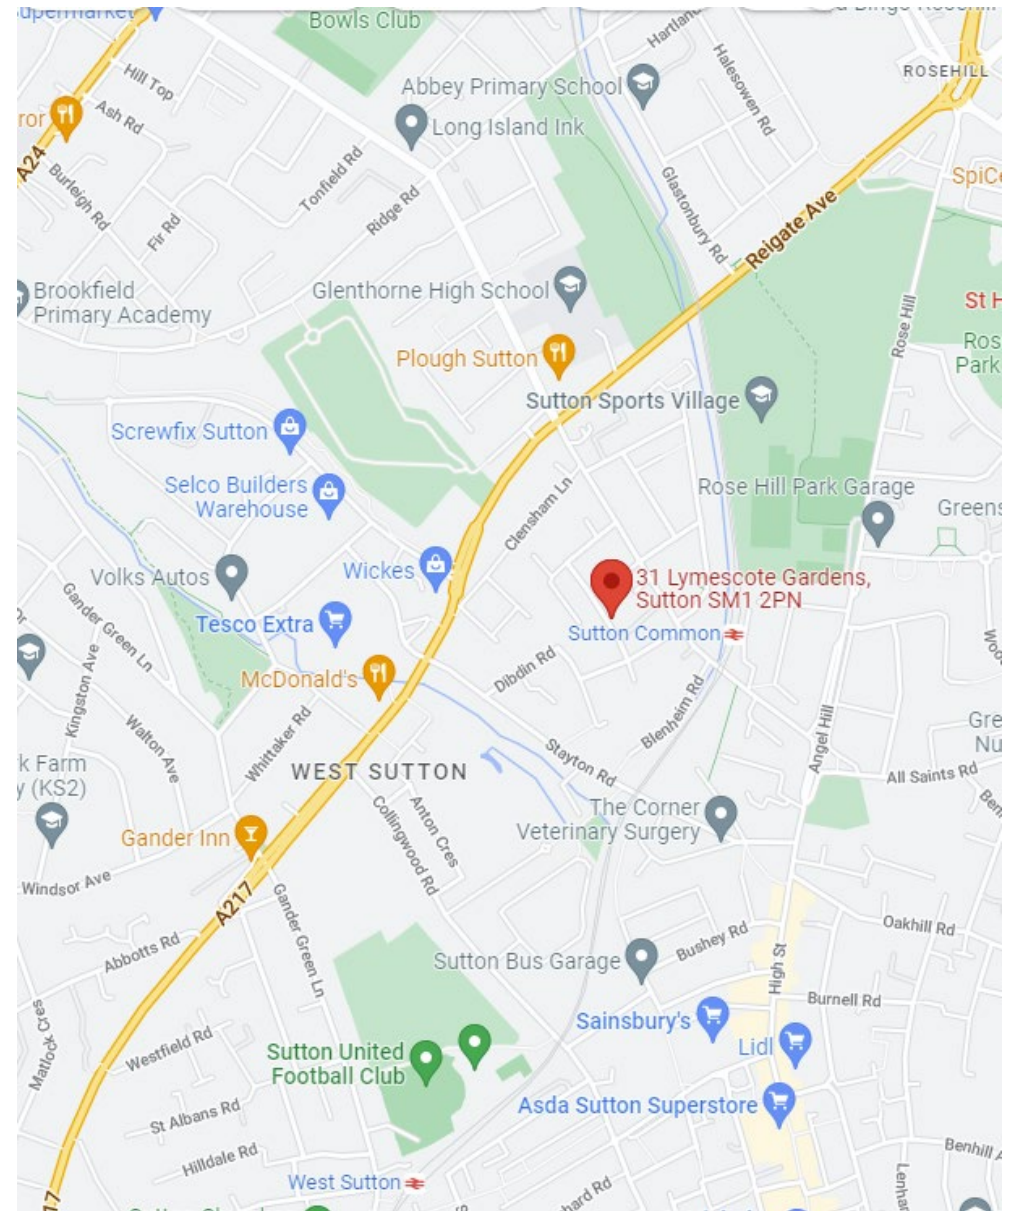 Bowls Club
Hill Top
Hartland
Halesowen Rd
ROSEHILL
Abbey Primary School
Ash Rd
ror
Long Island Ink
A24
Burleigh Rd
Tonfield Rd
Ridge Rd
Fir Rd
Glastonbury Rd
Reigate Ave
Brookfield
Primary Academy
Glenthorne High School
St H
Rose Hill
Ros
Park
Plough Sutton
Sutton Sports Village
Screwfix Sutton
Selco Builders
Warehouse
Rose Hill Park Garage
Greens
Clensham Ln
Wickes
Volks Autos
31 Lymescote Gardens,
Sutton SM1 2PN
Gander Green Ln
Tesco Extra
Sutton Common
McDonald's
Dibdin Rd
Kingston Ave
Walton Ave
Whittaker Rd
Blenheim Rd
Angel Hill
Stayton Rd
Gre
Nu
k Farm
y (KS2)
WEST SUTTON
All Saints Rd
Collingwood Rd
Anton Cres
The Corner
Veterinary Surgery
Gander Inn
Windsor Ave
A217
Gander Green Ln
Abbotts Rd
Oakhill Rd
Bushey Rd
Sutton Bus Garage
High St
Burnell Rd
Matlock Cres
Westfield Rd
Sainsbury's
Lidl
Sutton United
Football Club
St Albans Rd
Asda Sutton Superstore
Hilldale Rd
Benhill A
West Sutton
17
hard Rd
Lenha